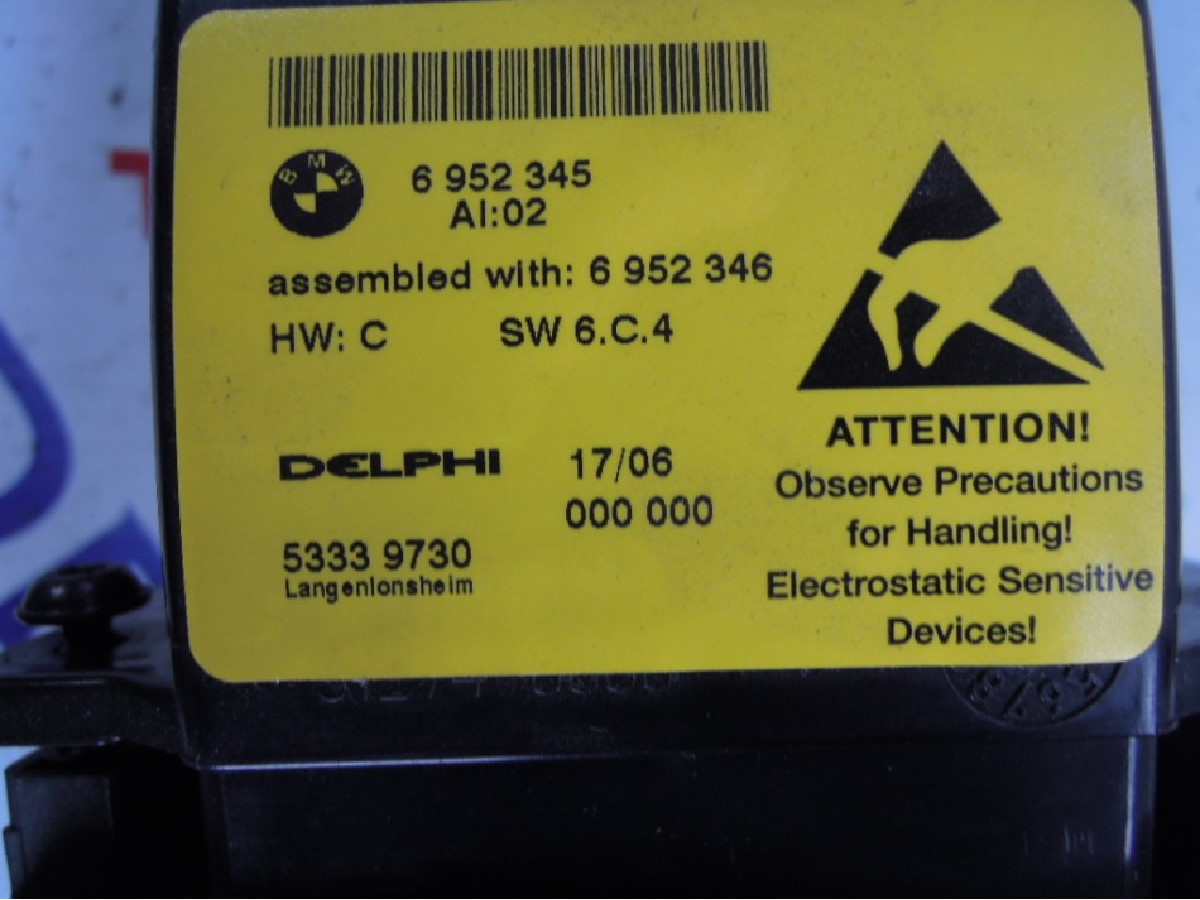 BMW
6 952 345
AI:02
assembled with: 6 952 346
HW: C SW 6.C.4
DELPHI 17/06
000 000
5333 9730
Langenlonsheim
ATTENTION!
Observe Precautions
for Handling!
Electrostatic Sensitive
Devices!